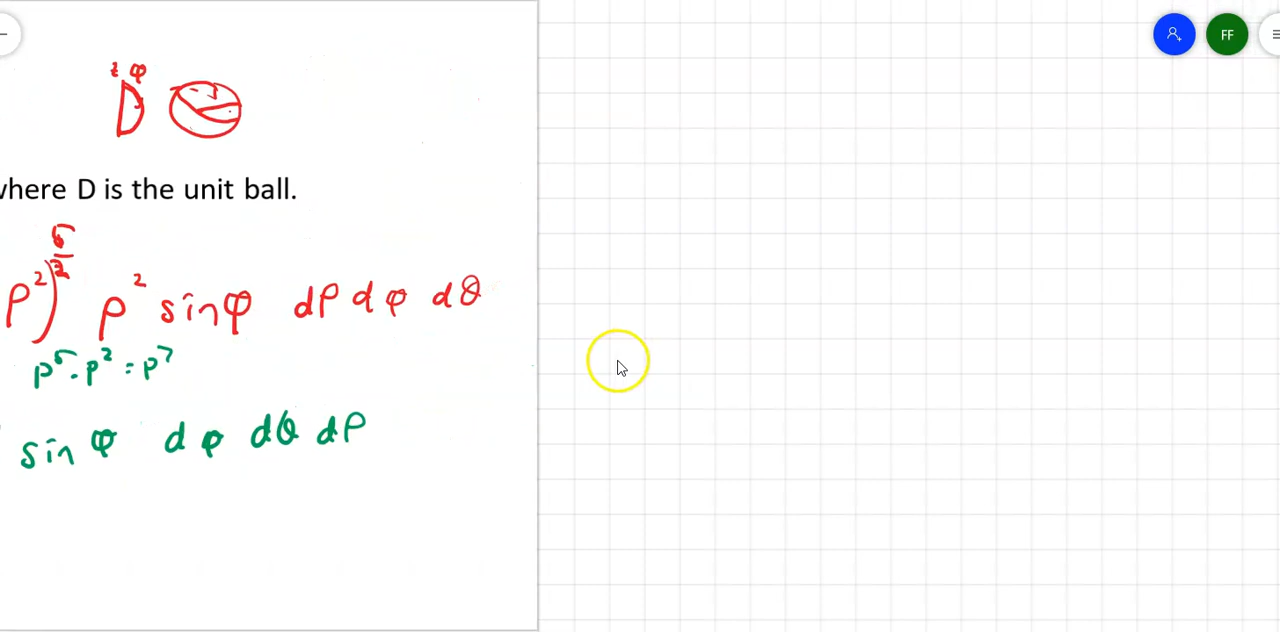 z φ
where D is the unit ball.
ρ²)^(5/2) ρ² sin φ dρ dφ dθ
ρ⁵ · ρ² = ρ⁷
sin φ dφ dθ dρ
FF